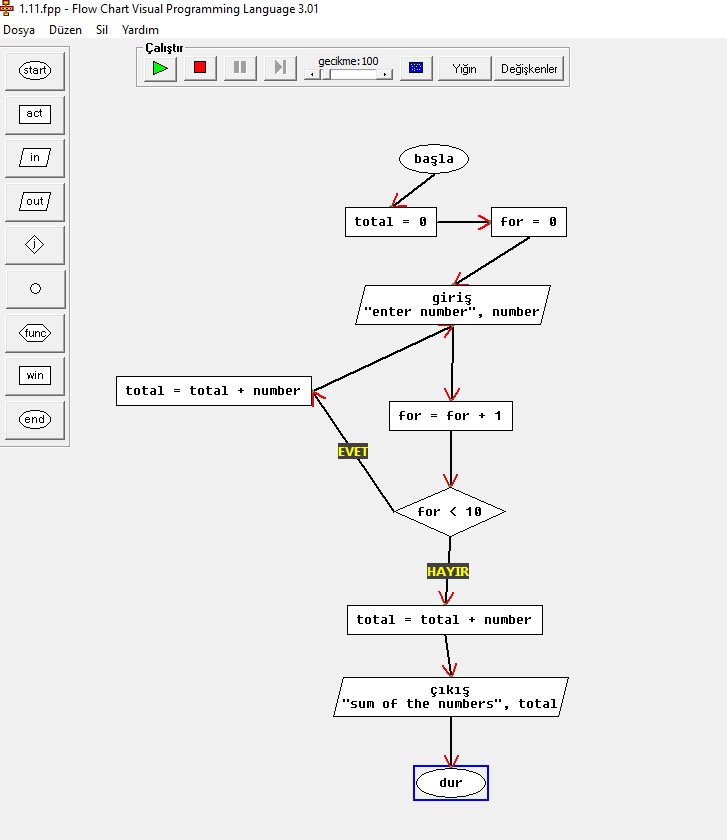 1.11.fpp - Flow Chart Visual Programming Language 3.01
Dosya Düzen Sil Yardım
Çalıştır
gecikme:100
Yığın
Değişkenler
start
act
in
out
j
func
win
end
başla
total = 0
for = 0
giriş
"enter number", number
total = total + number
for = for + 1
EVET
for < 10
HAYIR
total = total + number
çıkış
"sum of the numbers", total
dur